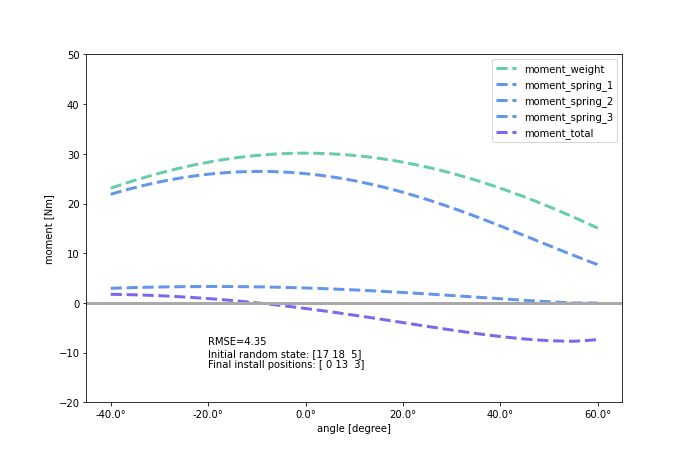 50
40
30
20
10
0
−10
−20
moment [Nm]
moment_weight
moment_spring_1
moment_spring_2
moment_spring_3
moment_total
RMSE=4.35
Initial random state: [17 18  5]
Final install positions: [ 0 13  3]
-40.0° -20.0° 0.0° 20.0° 40.0° 60.0°
angle [degree]